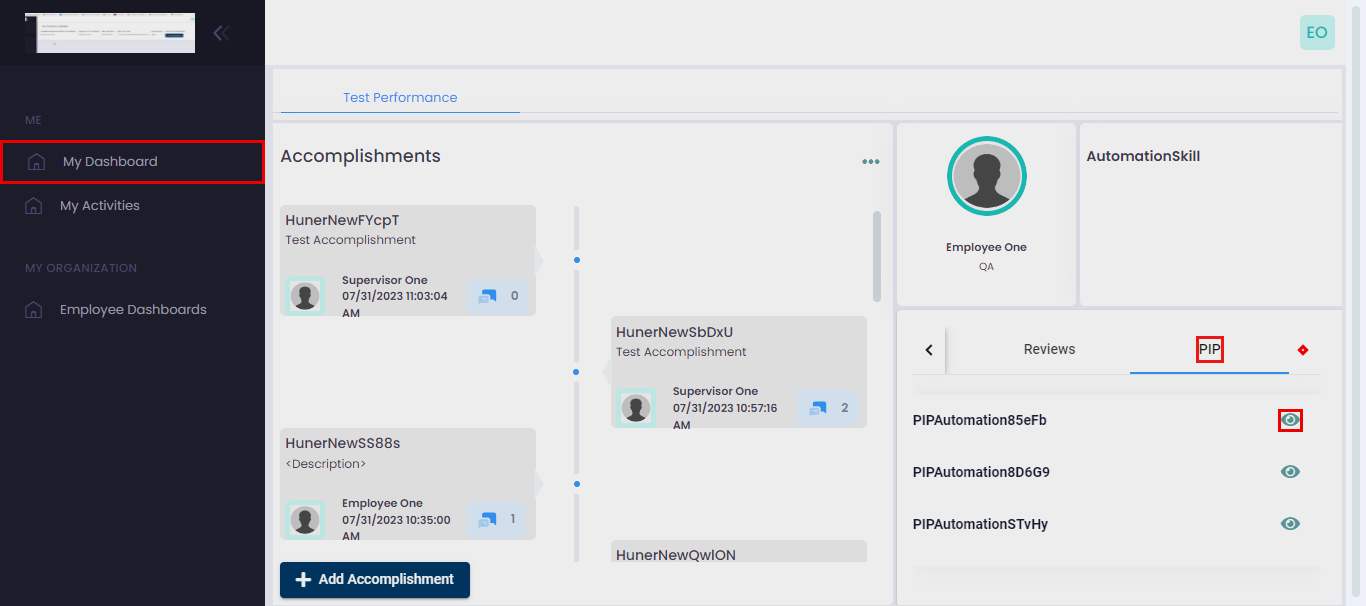 EO
ME
My Dashboard
My Activities
MY ORGANIZATION
Employee Dashboards
Test Performance
Accomplishments
HunerNewFYcpT
Test Accomplishment
Supervisor One
07/31/2023 11:03:04
AM
0
HunerNewSbDxU
Test Accomplishment
Supervisor One
07/31/2023 10:57:16
AM
2
HunerNewSS88s
<Description>
Employee One
07/31/2023 10:35:00
AM
1
HunerNewQwlON
Add Accomplishment
Employee One
QA
AutomationSkill
Reviews
PIP
PIPAutomation85eFb
PIPAutomation8D6G9
PIPAutomationSTvHy